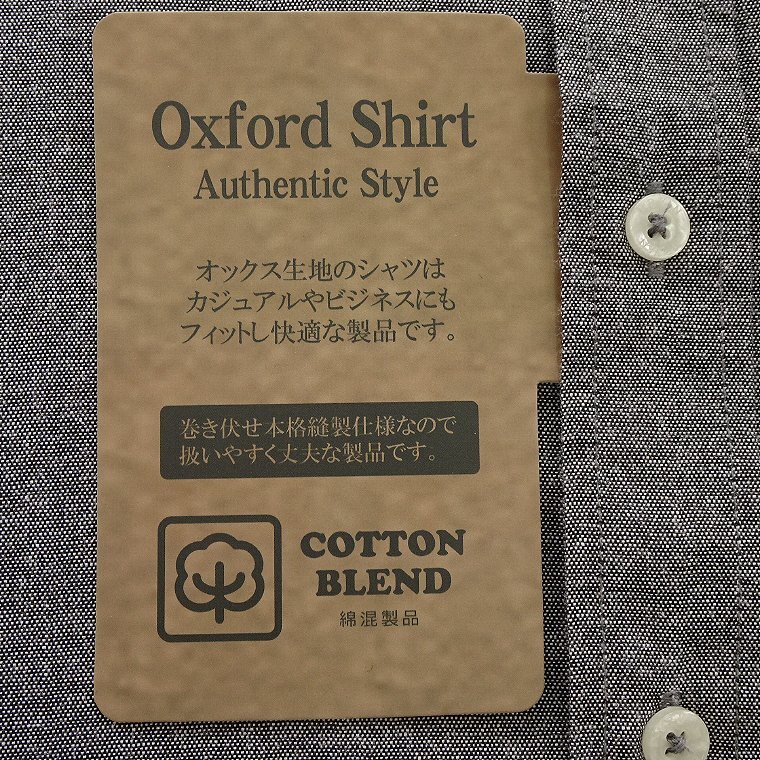 Oxford Shirt
Authentic Style
オックス生地のシャツは
カジュアルやビジネスにも
フィットし快適な製品です。
巻き伏せ本格縫製仕様なので
扱いやすく丈夫な製品です。
COTTON
BLEND
綿混製品